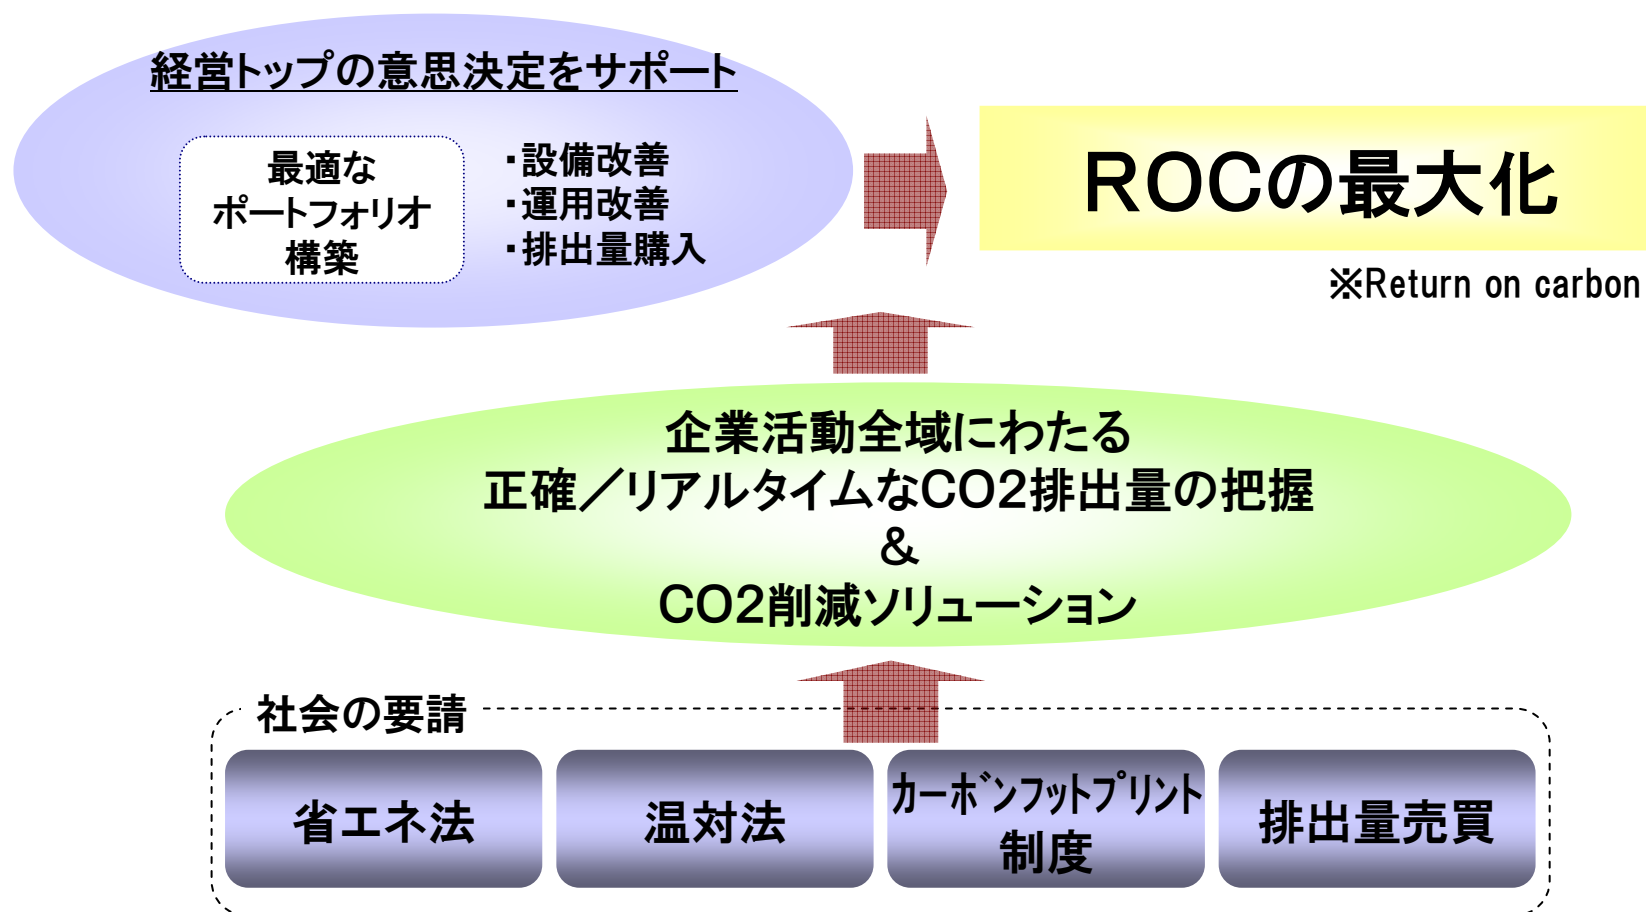 経営トップの意思決定をサポート
最適な
ポートフォリオ
構築
・設備改善
・運用改善
・排出量購入
ROCの最大化
※Return on carbon
企業活動全域にわたる
正確／リアルタイムなCO2排出量の把握
＆
CO2削減ソリューション
社会の要請
省エネ法
温対法
ｶｰﾎﾞﾝﾌｯﾄﾌﾟﾘﾝﾄ
制度
排出量売買